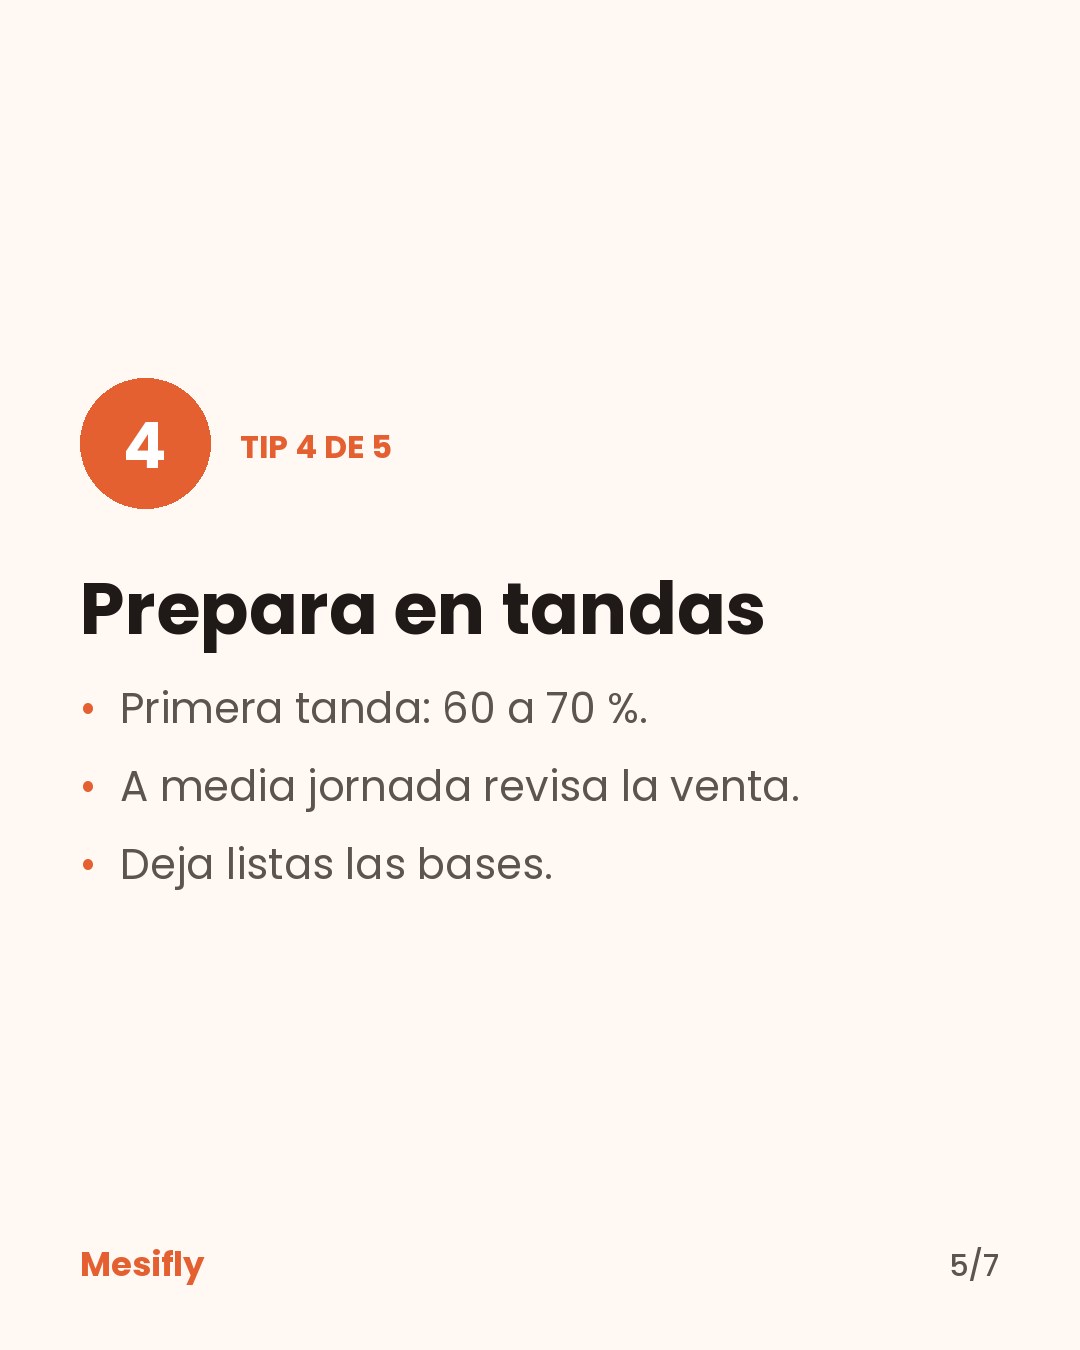 4
TIP 4 DE 5
Prepara en tandas
• Primera tanda: 60 a 70 %.
• A media jornada revisa la venta.
• Deja listas las bases.
Mesifly
5/7